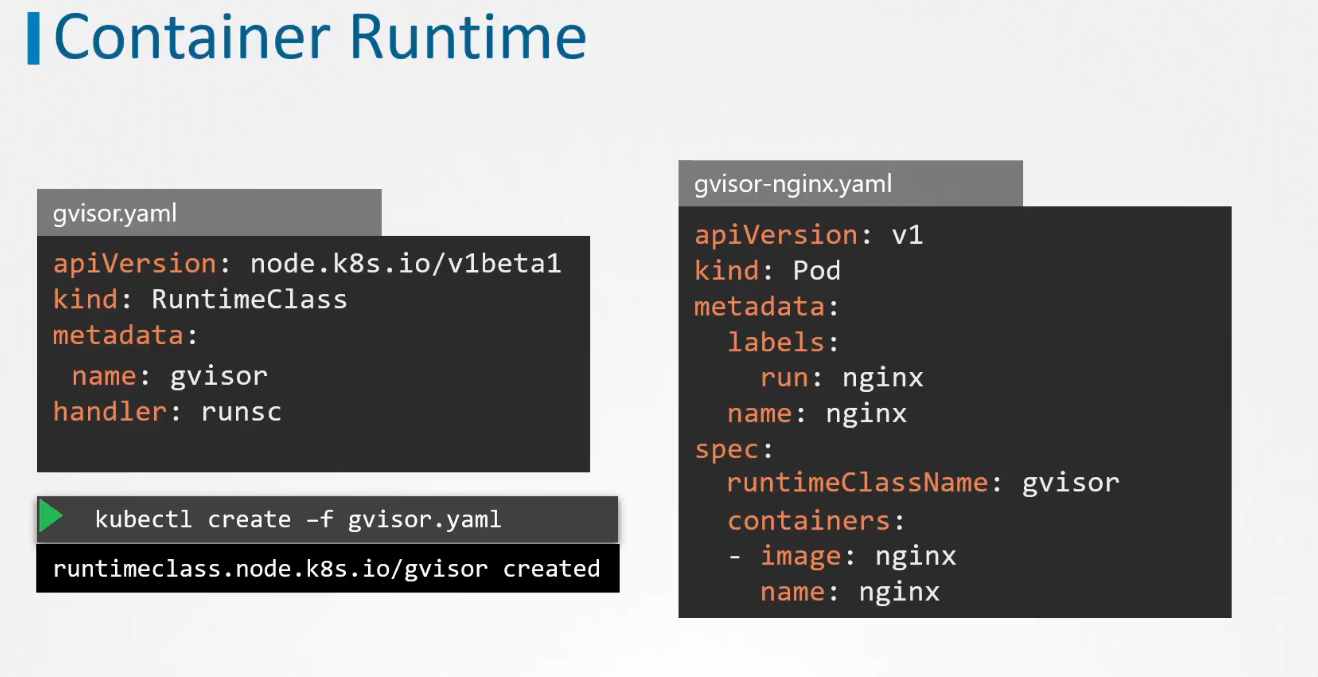 Container Runtime
gvisor.yaml
apiVersion: node.k8s.io/v1beta1
kind: RuntimeClass
metadata:
 name: gvisor
handler: runsc
kubectl create –f gvisor.yaml
runtimeclass.node.k8s.io/gvisor created
gvisor-nginx.yaml
apiVersion: v1
kind: Pod
metadata:
  labels:
    run: nginx
  name: nginx
spec:
  runtimeClassName: gvisor
  containers:
  - image: nginx
    name: nginx